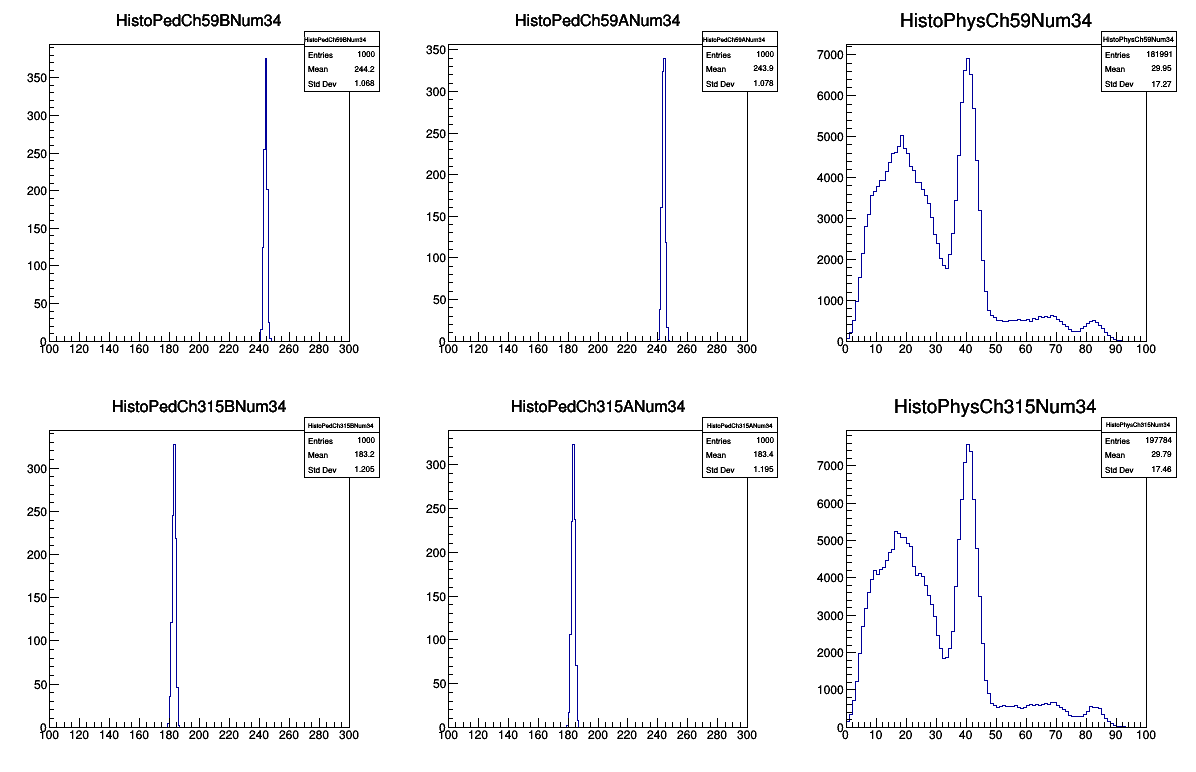 HistoPedCh59BNum34
HistoPedCh59BNum34
Entries 1000
Mean 244.2
Std Dev 1.068
350
300
250
200
150
100
50
0
100 120 140 160 180 200 220 240 260 280 300
HistoPedCh59ANum34
HistoPedCh59ANum34
Entries 1000
Mean 243.9
Std Dev 1.078
350
300
250
200
150
100
50
0
100 120 140 160 180 200 220 240 260 280 300
HistoPhysCh59Num34
HistoPhysCh59Num34
Entries 181991
Mean 29.95
Std Dev 17.27
7000
6000
5000
4000
3000
2000
1000
0
0 10 20 30 40 50 60 70 80 90 100
HistoPedCh315BNum34
HistoPedCh315BNum34
Entries 1000
Mean 183.2
Std Dev 1.205
300
250
200
150
100
50
0
100 120 140 160 180 200 220 240 260 280 300
HistoPedCh315ANum34
HistoPedCh315ANum34
Entries 1000
Mean 183.4
Std Dev 1.195
300
250
200
150
100
50
0
100 120 140 160 180 200 220 240 260 280 300
HistoPhysCh315Num34
HistoPhysCh315Num34
Entries 197784
Mean 29.79
Std Dev 17.46
7000
6000
5000
4000
3000
2000
1000
0
0 10 20 30 40 50 60 70 80 90 100